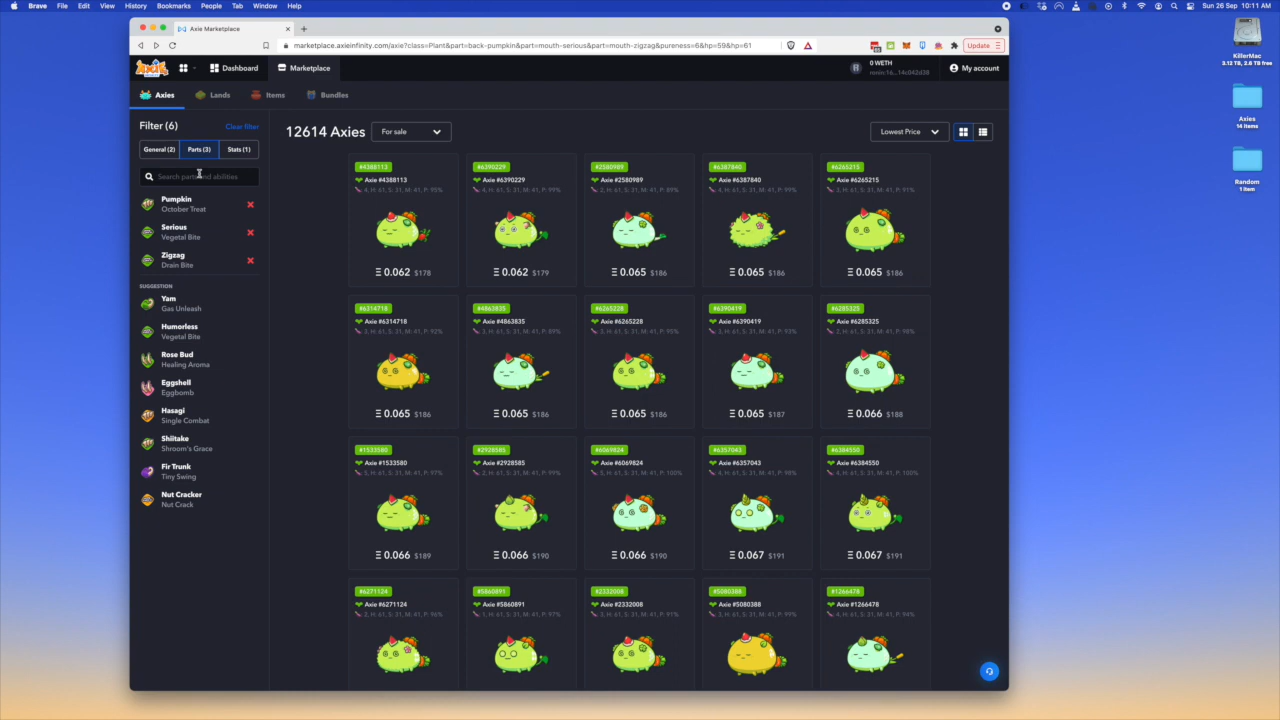 Brave File Edit View History Bookmarks People Tab Window Help
Sun 26 Sep 10:11 AM
Axie Marketplace
marketplace.axieinfinity.com/axie?class=Plant&part=back-pumpkin&part=mouth-serious&part=mouth-zigzag&pureness=6&hp=59&hp=61
Update
Dashboard Marketplace
0 WETH
My account
Axies Lands Items Bundles
Filter (6) Clear filter
General (2) Parts (3) Stats (1)
Search parts and abilities
Pumpkin
October Treat
Serious
Vegetal Bite
Zigzag
Drain Bite
SUGGESTION
Yam
Gas Unleash
Humorless
Vegetal Bite
Rose Bud
Healing Aroma
Eggshell
Eggbomb
Hasagi
Single Combat
Shiitake
Shroom's Grace
Fir Trunk
Tiny Swing
Nut Cracker
Nut Crack
12614 Axies For sale Lowest Price
#4388113 #6390229 #2580989 #6387840 #6265215
Axie #4388113 Axie #6390229 Axie #2580989 Axie #6387840 Axie #6265215
Ξ 0.062 $178 Ξ 0.062 $179 Ξ 0.065 $186 Ξ 0.065 $186 Ξ 0.065 $186
#6314718 #4863835 #6265228 #6390419 #6285325
Axie #6314718 Axie #4863835 Axie #6265228 Axie #6390419 Axie #6285325
Ξ 0.065 $186 Ξ 0.065 $186 Ξ 0.065 $186 Ξ 0.065 $187 Ξ 0.066 $188
#1533580 #2928585 #6069824 #6357043 #6384550
Axie #1533580 Axie #2928585 Axie #6069824 Axie #6357043 Axie #6384550
Ξ 0.066 $189 Ξ 0.066 $190 Ξ 0.066 $190 Ξ 0.067 $191 Ξ 0.067 $191
#6271124 #5860891 #2332008 #5080388 #1266478
Axie #6271124 Axie #5860891 Axie #2332008 Axie #5080388 Axie #1266478
KillerMac
3.12 TB, 2.8 TB free
Axies
14 items
Random
1 item